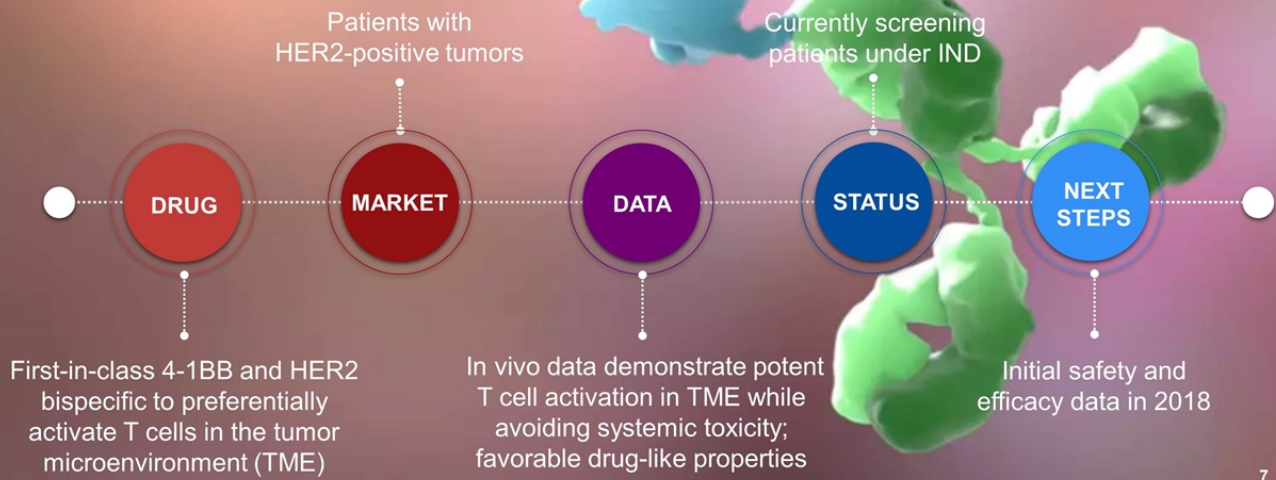 Patients with
HER2-positive tumors
Currently screening
patients under IND
DRUG
MARKET
DATA
STATUS
NEXT
STEPS
First-in-class 4-1BB and HER2
bispecific to preferentially
activate T cells in the tumor
microenvironment (TME)
In vivo data demonstrate potent
T cell activation in TME while
avoiding systemic toxicity;
favorable drug-like properties
Initial safety and
efficacy data in 2018
7